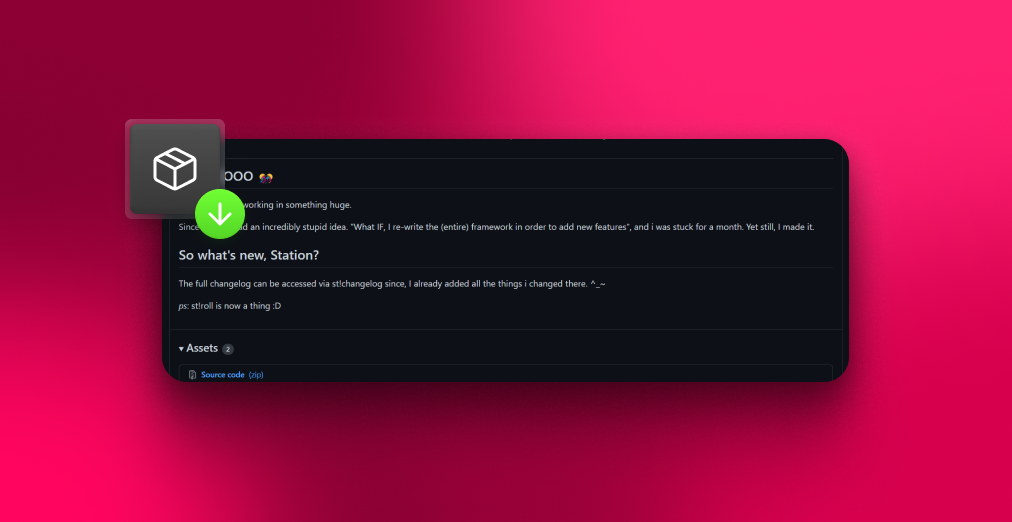 OOO
working in something huge.
Since ad an incredibly stupid idea. "What IF, I re-write the (entire) framework in order to add new features", and i was stuck for a month. Yet still, I made it.
So what's new, Station?
The full changelog can be accessed via st!changelog since, I already added all the things i changed there. ^_~
ps: st!roll is now a thing :D
▾ Assets 2
Source code (zip)